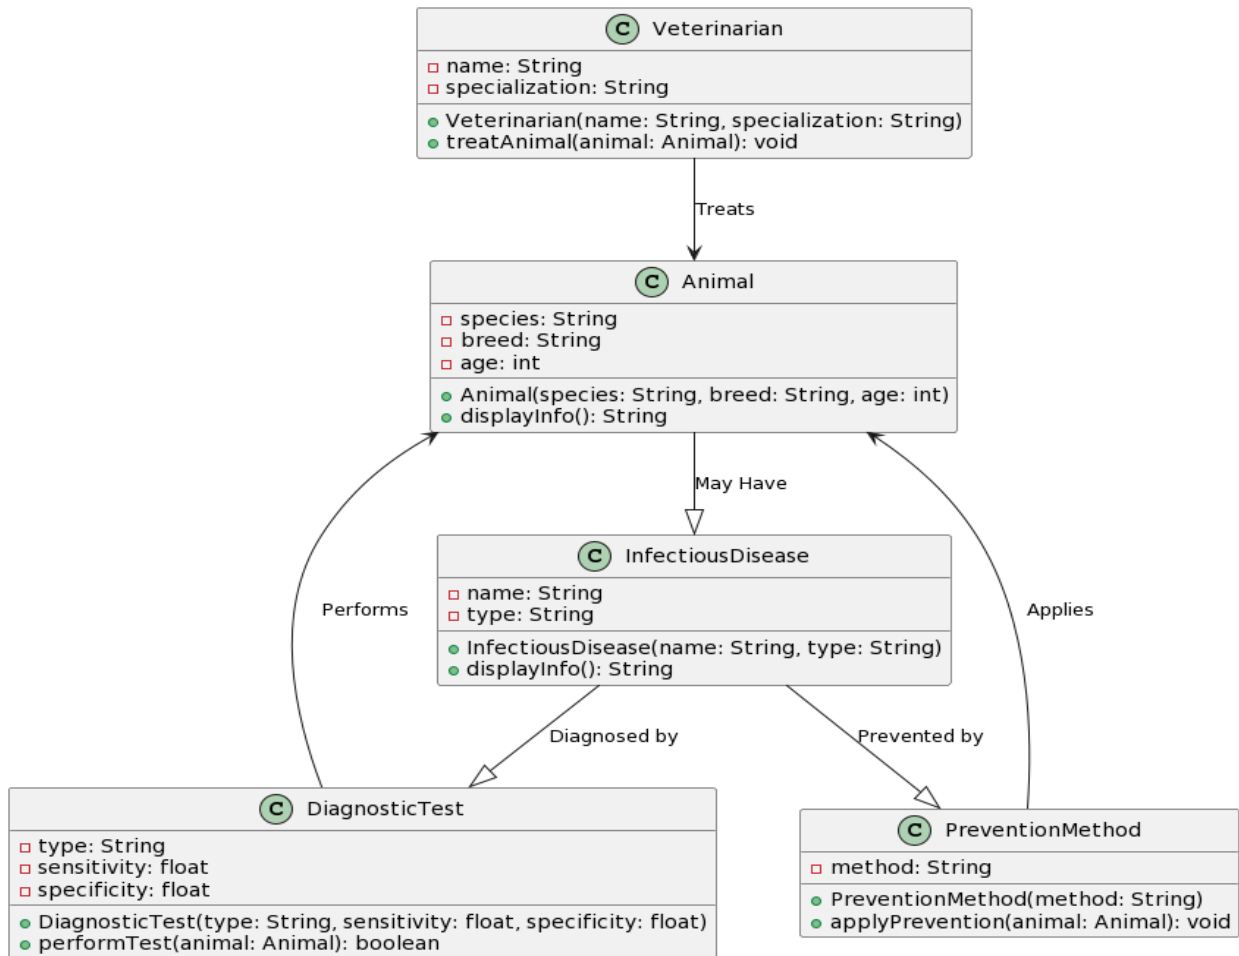 C Veterinarian
name: String
specialization: String
Veterinarian(name: String, specialization: String)
treatAnimal(animal: Animal): void
Treats
C Animal
species: String
breed: String
age: int
Animal(species: String, breed: String, age: int)
displayInfo(): String
May Have
C InfectiousDisease
name: String
type: String
InfectiousDisease(name: String, type: String)
displayInfo(): String
Performs
Applies
Diagnosed by
Prevented by
C DiagnosticTest
type: String
sensitivity: float
specificity: float
DiagnosticTest(type: String, sensitivity: float, specificity: float)
performTest(animal: Animal): boolean
C PreventionMethod
method: String
PreventionMethod(method: String)
applyPrevention(animal: Animal): void